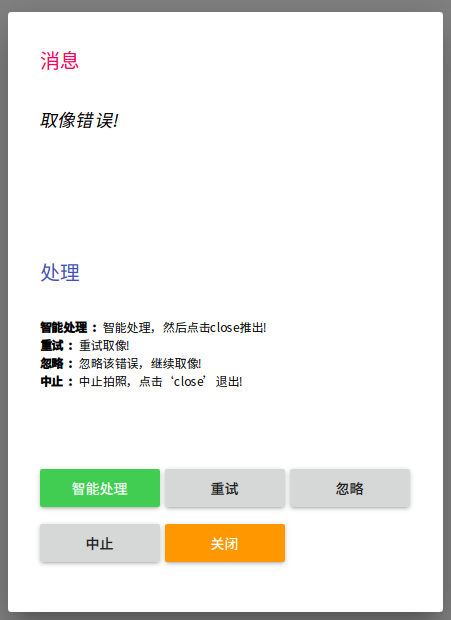 消息
取像错误!
处理
智能处理 ：智能处理，然后点击close推出!
重试 ：重试取像!
忽略 ：忽略该错误，继续取像!
中止 ：中止拍照，点击‘close’退出!
智能处理
重试
忽略
中止
关闭